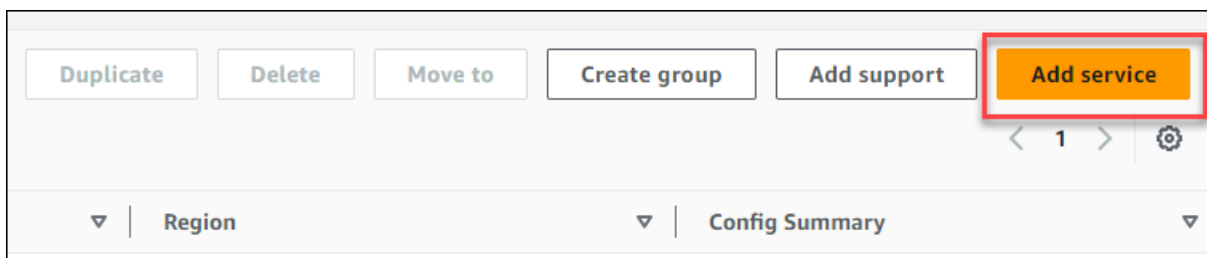 Duplicate Delete Move to Create group Add support Add service
1
Region Config Summary